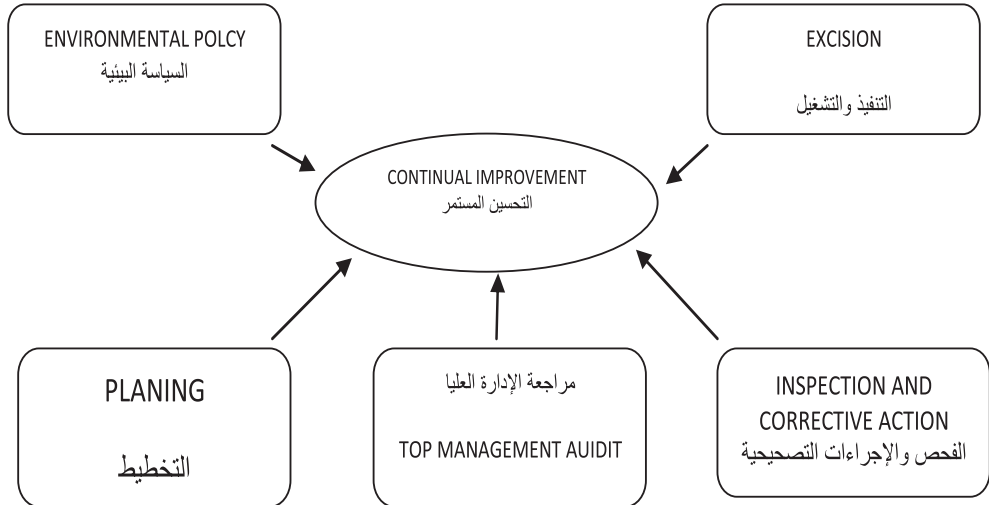 ENVIRONMENTAL POLCY
السياسة البيئية
EXCISION
التنفيذ والتشغيل
CONTINUAL IMPROVEMENT
التحسين المستمر
PLANING
التخطيط
مراجعة الإدارة العليا
TOP MANAGEMENT AUIDIT
INSPECTION AND
CORRECTIVE ACTION
الفحص والإجراءات التصحيحية